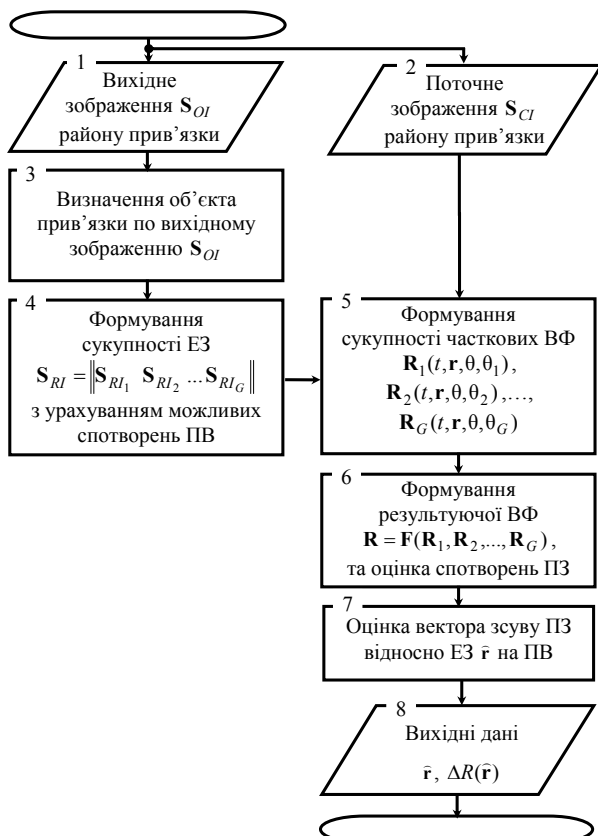 1
Вихідне
зображення S_OI
району прив'язки
2
Поточне
зображення S_CI
району прив'язки
3
Визначення об’єкта
прив'язки по вихідному
зображенню S_OI
4
Формування
сукупності ЕЗ
S_RI = ‖S_RI_1 S_RI_2 ...S_RI_G‖
з урахуванням можливих
спотворень ПВ
5
Формування
сукупності часткових ВФ
R_1(t,r,θ,θ_1),
R_2(t,r,θ,θ_2),…,
R_G(t,r,θ,θ_G)
6
Формування
результуючої ВФ
R = F(R_1,R_2,...,R_G),
та оцінка спотворень ПЗ
7
Оцінка вектора зсуву ПЗ
відносно ЕЗ r̂ на ПВ
8
Вихідні дані
r̂, ΔR(r̂)